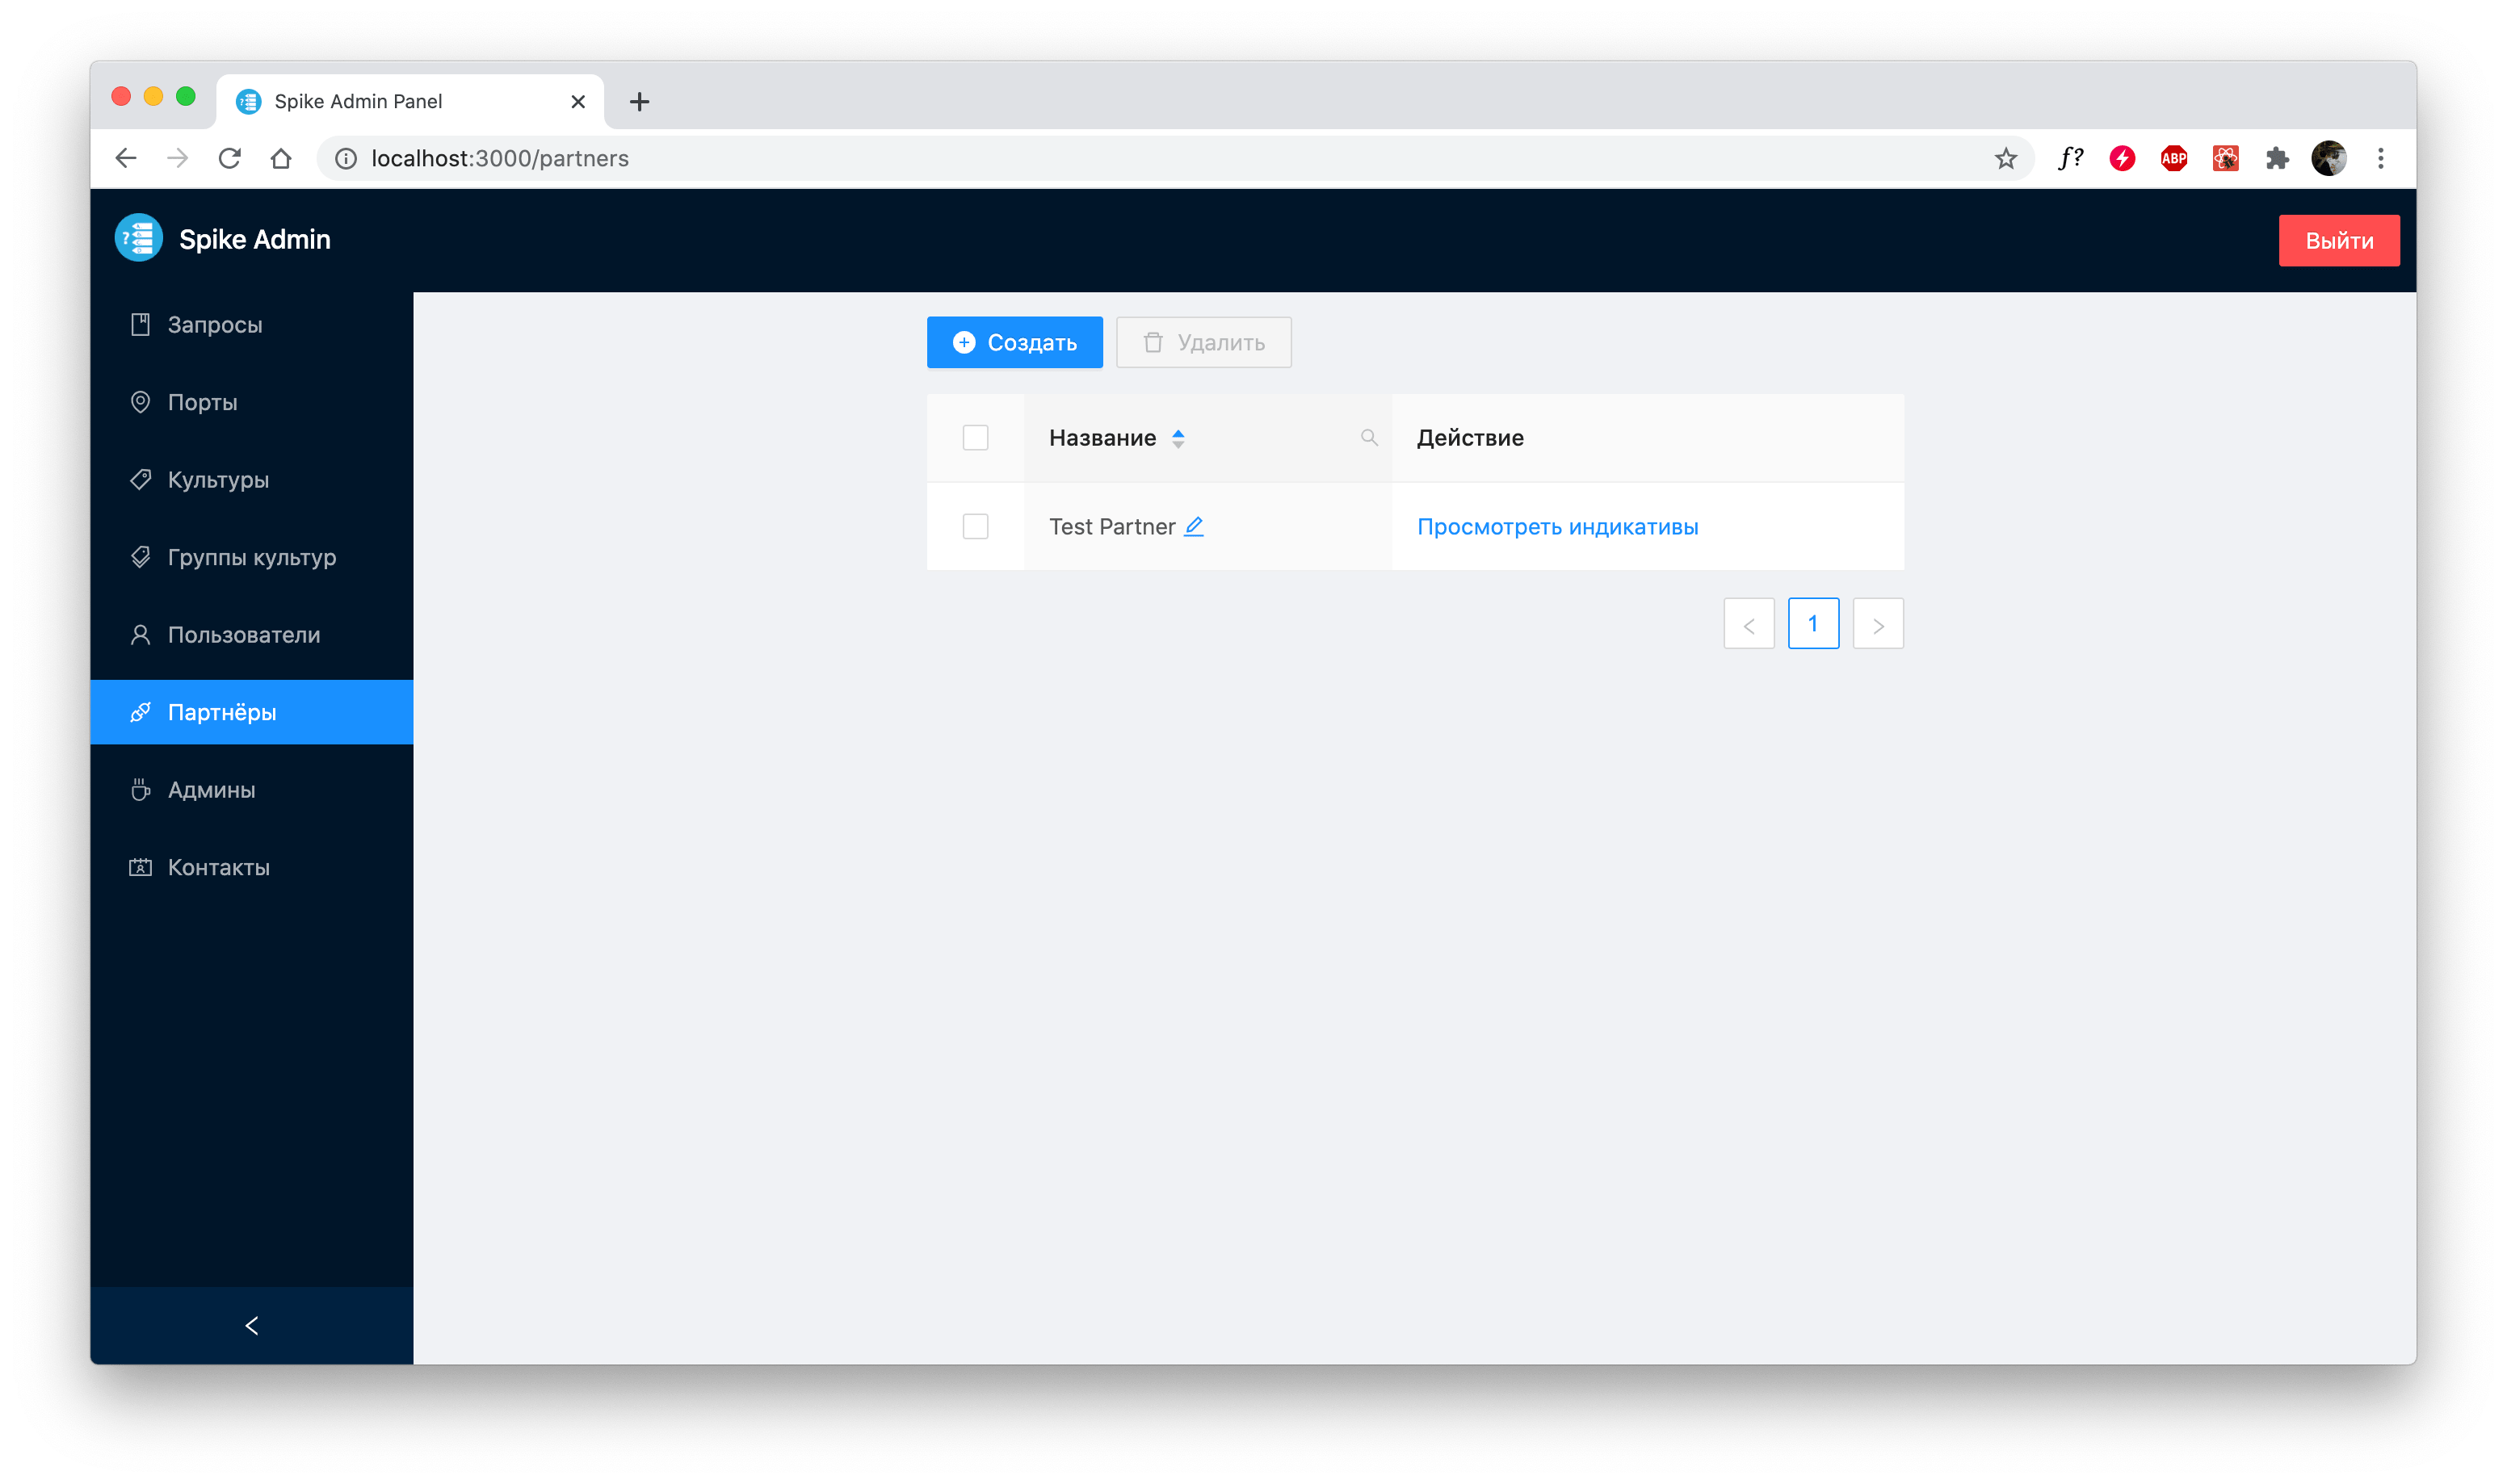 Spike Admin Panel
localhost:3000/partners
f?
ABP
Spike Admin
Выйти
Запросы
Порты
Культуры
Группы культур
Пользователи
Партнёры
Админы
Контакты
Создать
Удалить
Название
Действие
Test Partner
Просмотреть индикативы
1